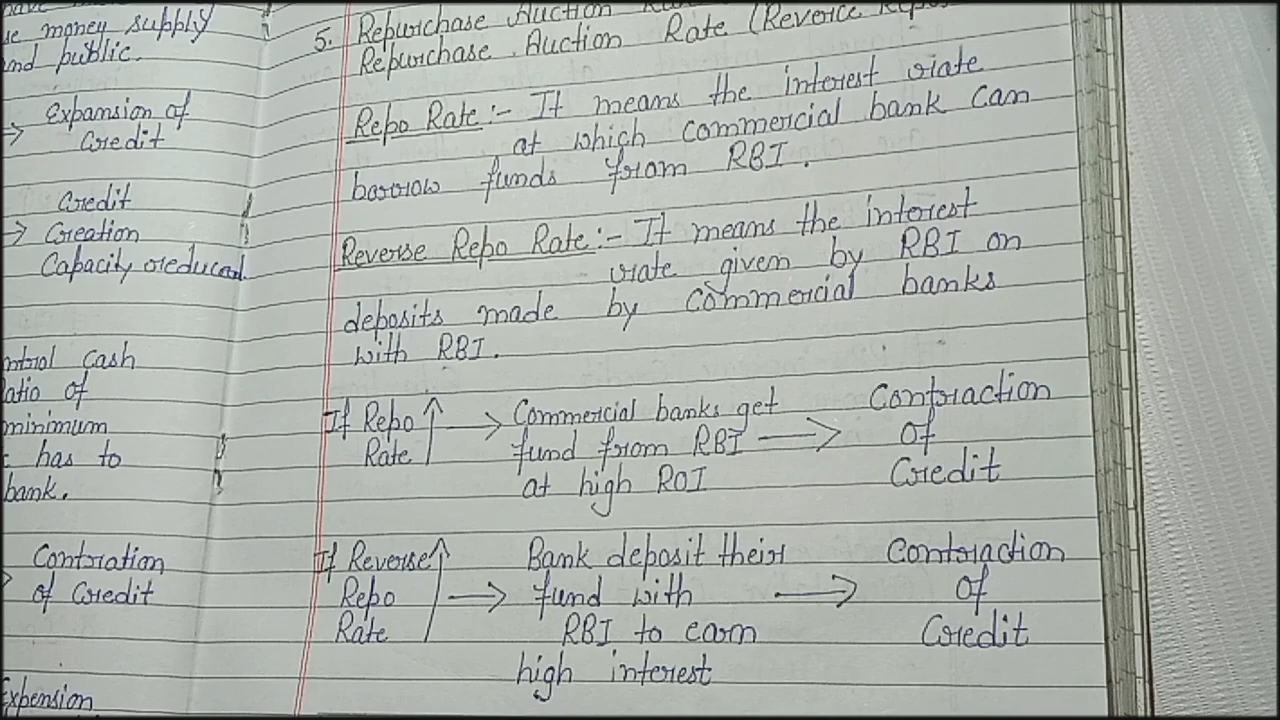 se money supply
and public.
→ Expansion of
Credit
Credit
→ Creation
Capacity reduced
ntrol cash
atio of
minimum
has to
bank.
Contriation
of Credit
Expension
5. Repurchase Auction
Repurchase Auction Rate (Reverce Repo
Repo Rate:- It means the interest rate
at which commercial bank can
borrow funds from RBI.
Reverse Repo Rate:- It means the interest
rate given by RBI on
deposits made by commercial banks
with RBI.
If Repo ↑ → Commercial banks get Contraction
Rate fund from RBI → of
at high ROI Credit
If Reverse ↑ Bank deposit their Contraction
Repo → fund with → of
Rate RBI to earn Credit
high interest